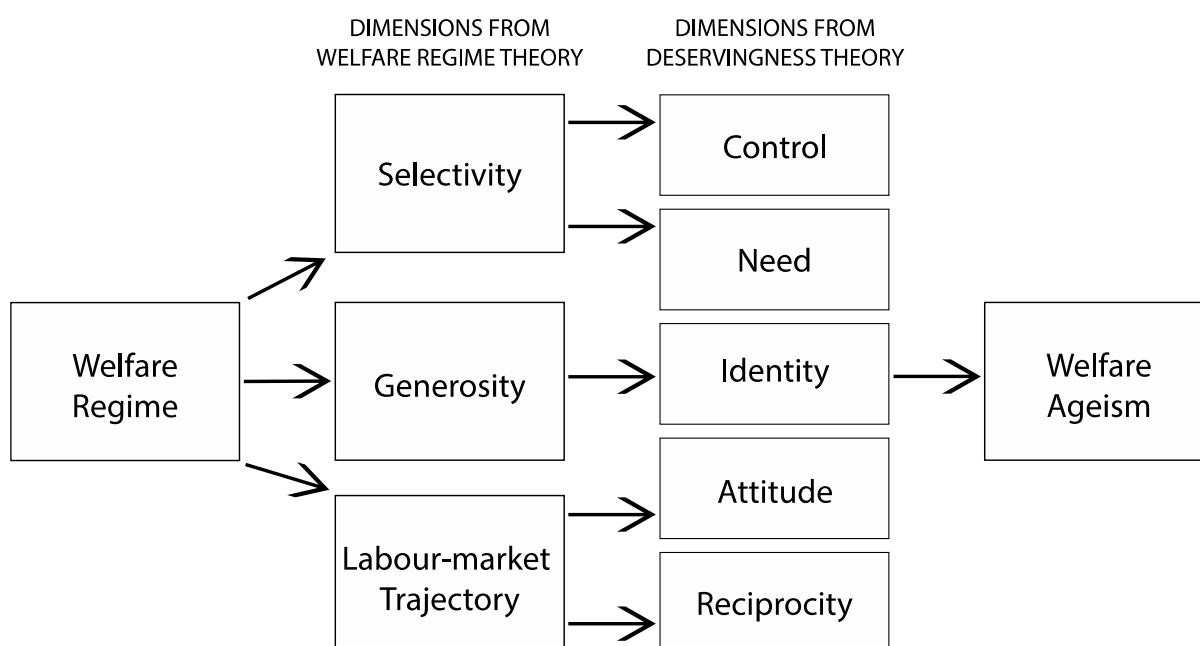 DIMENSIONS FROM
WELFARE REGIME THEORY
DIMENSIONS FROM
DESERVINGNESS THEORY
Selectivity
Control
Need
Welfare
Regime
Generosity
Identity
Welfare
Ageism
Attitude
Labour-market
Trajectory
Reciprocity